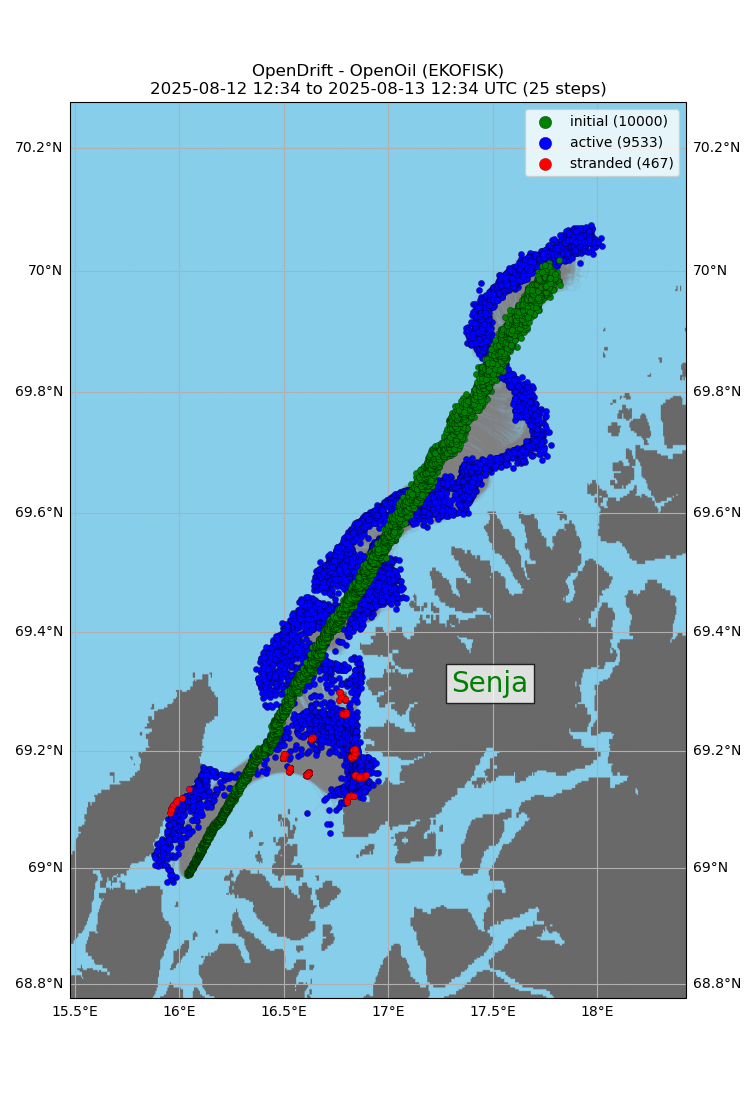 OpenDrift - OpenOil (EKOFISK)
2025-08-12 12:34 to 2025-08-13 12:34 UTC (25 steps)
initial (10000)
active (9533)
stranded (467)
70.2°N 70.2°N
70°N 70°N
69.8°N 69.8°N
69.6°N 69.6°N
69.4°N 69.4°N
Senja
69.2°N 69.2°N
69°N 69°N
68.8°N 68.8°N
15.5°E 16°E 16.5°E 17°E 17.5°E 18°E